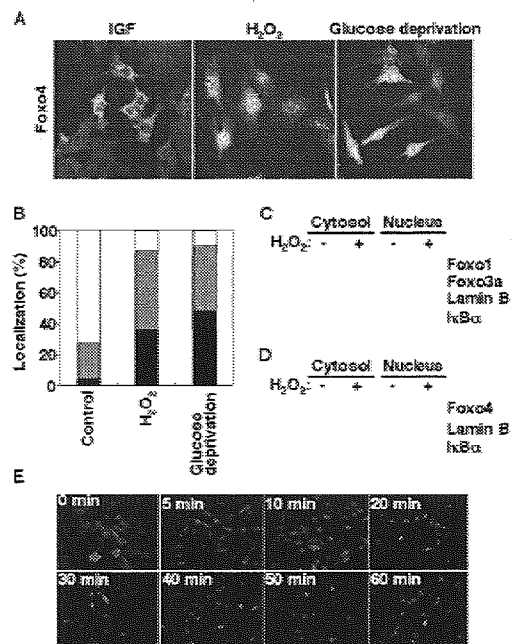 A
IGF
H2O2
Glucose deprivation
Foxo4
B
Localization (%)
100
80
60
40
20
0
Control
H2O2
Glucose
deprivation
C
Cytosol Nucleus
H2O2: - + - +
Foxo1
Foxo3a
Lamin B
IκBα
D
Cytosol Nucleus
H2O2: - + - +
Foxo4
Lamin B
IκBα
E
0 min
5 min
10 min
20 min
30 min
40 min
50 min
60 min